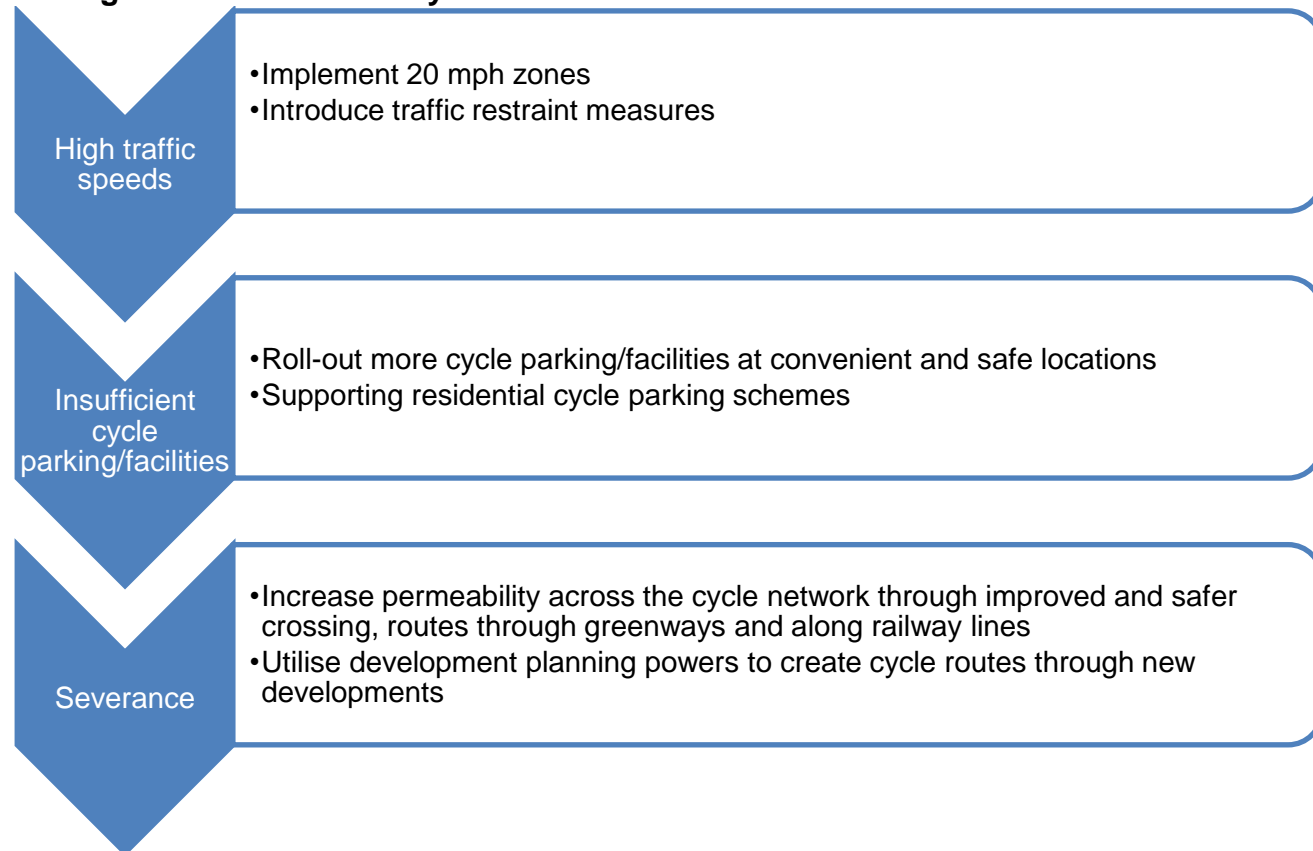 High traffic
speeds
•Implement 20 mph zones
•Introduce traffic restraint measures
Insufficient
cycle
parking/facilities
•Roll-out more cycle parking/facilities at convenient and safe locations
•Supporting residential cycle parking schemes
Severance
•Increase permeability across the cycle network through improved and safer
crossing, routes through greenways and along railway lines
•Utilise development planning powers to create cycle routes through new
developments